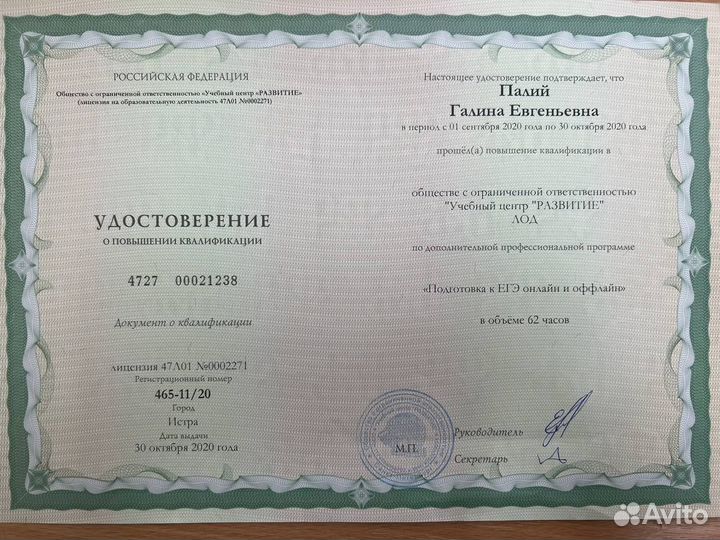 РОССИЙСКАЯ ФЕДЕРАЦИЯ
Общество с ограниченной ответственностью «Учебный центр «РАЗВИТИЕ»
(лицензия на образовательную деятельность 47Л01 №0002271)
УДОСТОВЕРЕНИЕ
О ПОВЫШЕНИИ КВАЛИФИКАЦИИ
4727 00021238
Документ о квалификации
лицензия 47Л01 №0002271
Регистрационный номер
465-11/20
Город
Истра
Дата выдачи
30 октября 2020 года
Настоящее удостоверение подтверждает, что
Палий
Галина Евгеньевна
в период с 01 сентября 2020 года по 30 октября 2020 года
прошёл(а) повышение квалификации в
обществе с ограниченной ответственностью
"Учебный центр "РАЗВИТИЕ"
ЛОД
по дополнительной профессиональной программе
«Подготовка к ЕГЭ онлайн и оффлайн»
в объёме 62 часов
М.П.
Руководитель
Секретарь
Avito